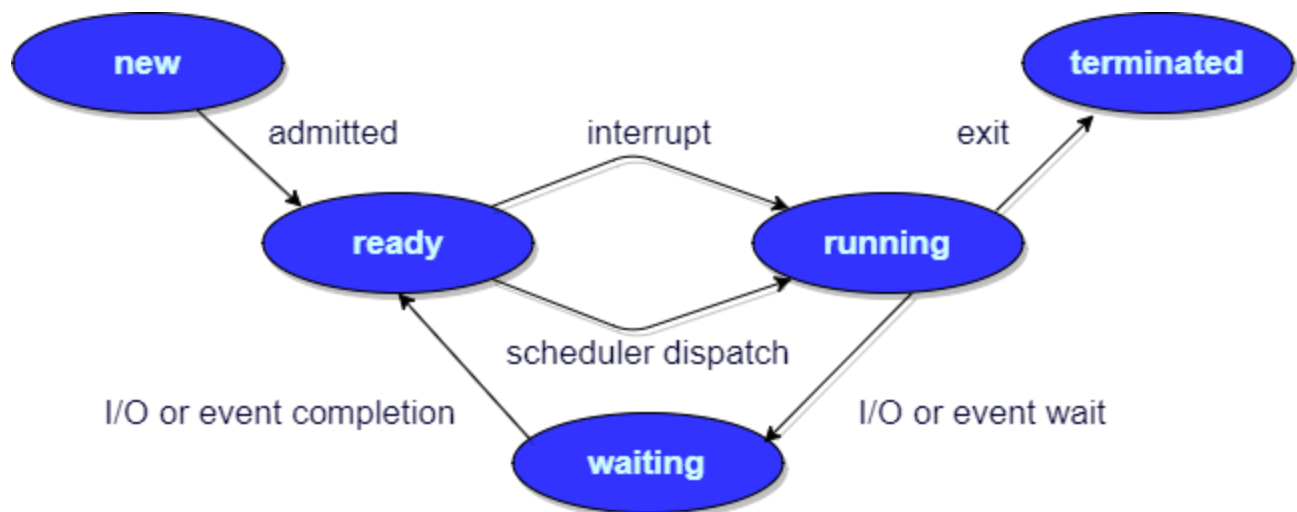 new
terminated
admitted
interrupt
exit
ready
running
scheduler dispatch
I/O or event completion
I/O or event wait
waiting